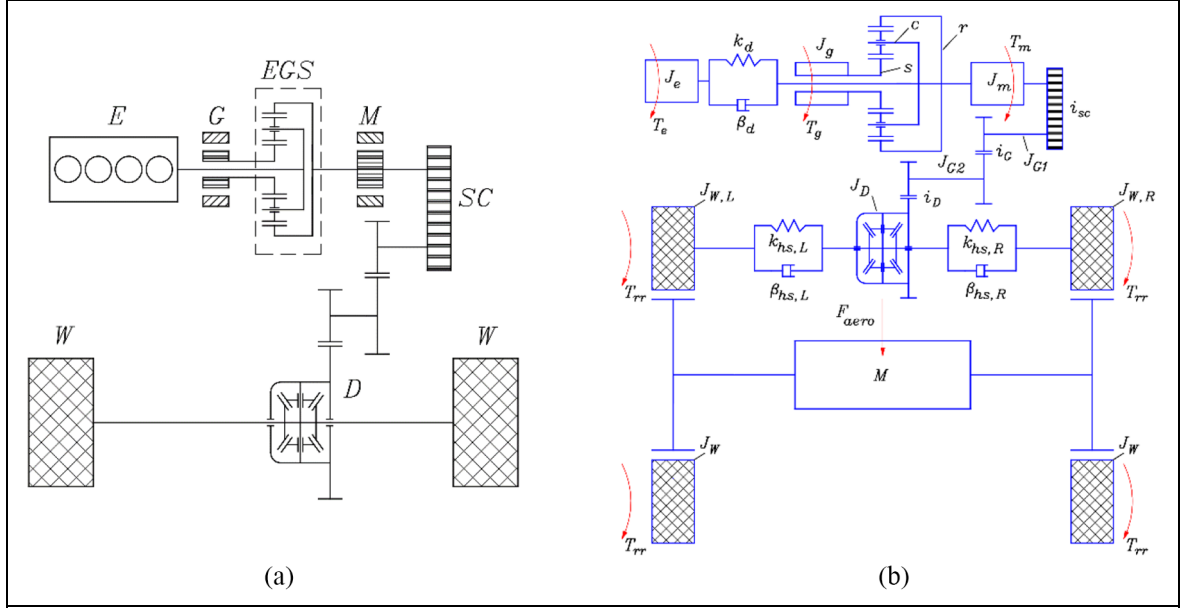 EGS
E
G
M
SC
W
W
D
(a)
k_d
J_g
c
r
T_m
J_e
s
J_m
i_sc
T_e
β_d
T_g
i_G
J_G1
J_G2
J_W,L
J_D
i_D
J_W,R
k_hs,L
k_hs,R
T_rr
β_hs,L
β_hs,R
T_rr
F_aero
M
J_W
J_W
T_rr
T_rr
(b)